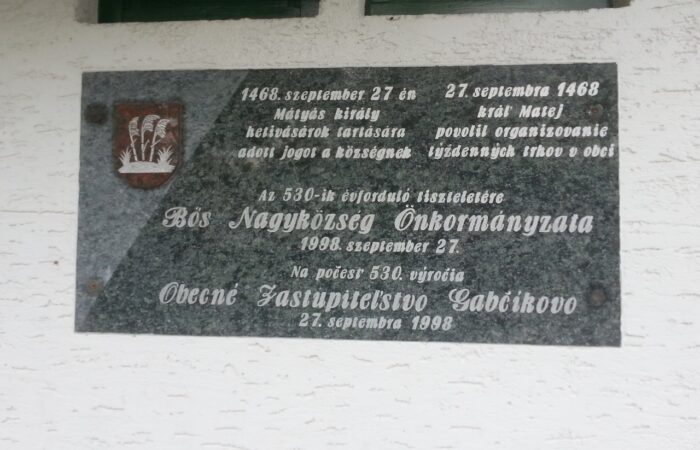 1468. szeptember 27 én
Mátyás király
hetivásárok tartására
adott jogot a községnek
27. septembra 1468
kráľ Matej
povolil organizovanie
týždenných trkov v obci
Az 530-ik évforduló tiszteletére
Bős Nagyközség Önkormányzata
1998. szeptember 27.
Na počesť 530. výročia
Obecné Zastupiteľstvo Gabčíkovo
27. septembra 1998